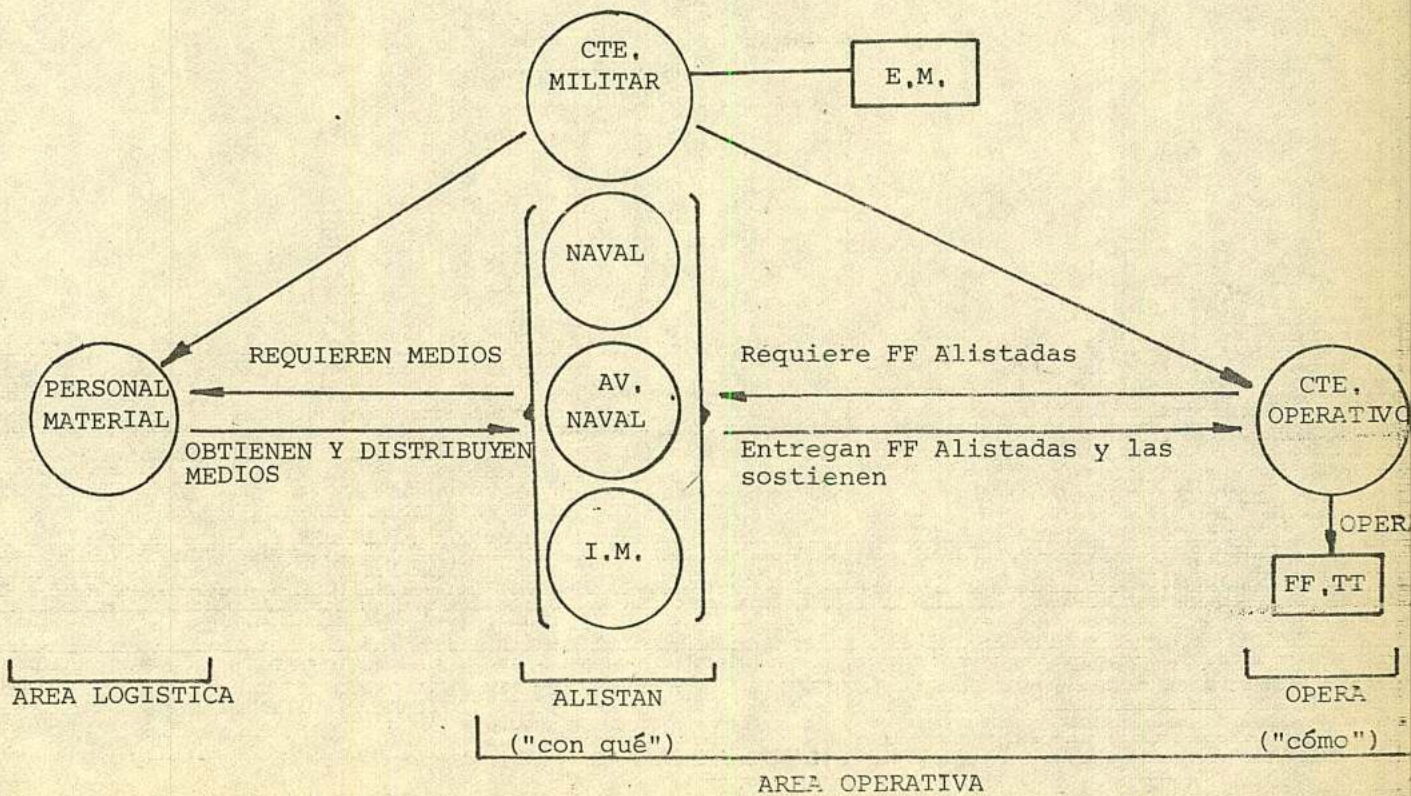 CTE.
MILITAR
E.M.
NAVAL
REQUIEREN MEDIOS
Requiere FF Alistadas
PERSONAL
MATERIAL
AV.
NAVAL
CTE.
OPERATIVO
OBTIENEN Y DISTRIBUYEN
MEDIOS
Entregan FF Alistadas y las
sostienen
I.M.
OPERA
FF.TT
AREA LOGISTICA
ALISTAN
OPERA
("con qué")
("cómo")
AREA OPERATIVA